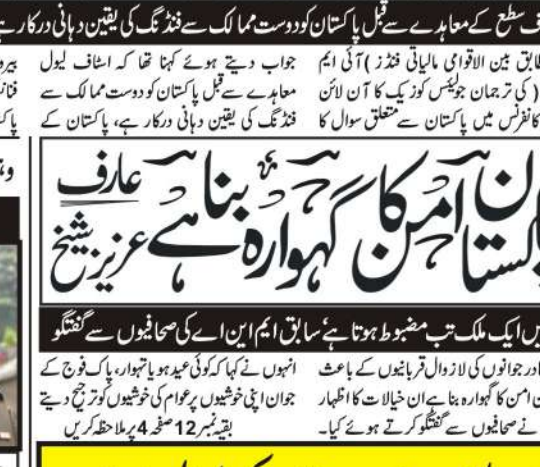 ف سطح کے معاہدے سے قبل پاکستان کو دوست ممالک سے فنڈنگ کی یقین دہانی درکار ہے
طابق بین الاقوامی مالیاتی فنڈز )آئی ایم
( کی ترجمان جولیئس کوزیک کا آن لائن
کانفرنس میں پاکستان سے متعلق سوال کا
جواب دیتے ہوئے کہنا تھا کہ اسٹاف لیول
معاہدے سے قبل پاکستان کو دوست ممالک سے
فنڈنگ کی یقین دہانی درکار ہے، پاکستان کے
پاکستان امن کا گہوارہ بنا ہے عارف عزیز شیخ
یں ایک ملک تب مضبوط ہوتا ہے‘ سابق ایم این اے کی صحافیوں سے گفتگو
ادر جوانوں کی لازوال قربانیوں کے باعث
ن امن کا گہوارہ بنا ہے ان خیالات کا اظہار
نے صحافیوں سے گفتگو کرتے ہوئے کیا۔
انہوں نے کہا کہ کوئی عید ہو یا تہوار، پاک فوج کے
جوان اپنی خوشیوں پر عوام کی خوشیوں کو ترجیح دیتے
بقیہ نمبر 12 صفحہ 4 پر ملاحظہ کریں